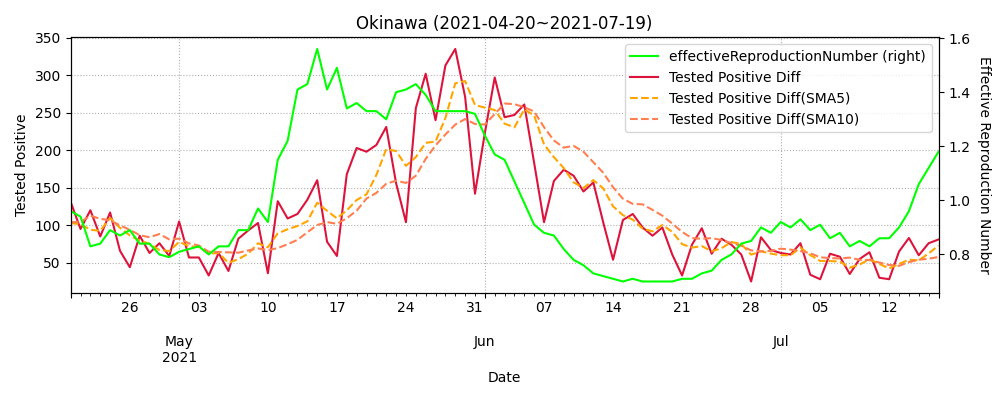 Okinawa (2021-04-20~2021-07-19)
effectiveReproductionNumber (right)
Tested Positive Diff
Tested Positive Diff(SMA5)
Tested Positive Diff(SMA10)
Tested Positive
350
300
250
200
150
100
50
1.6
1.4
1.2
1.0
0.8
Effective Reproduction Number
26 03 10 17 24 31 07 14 21 28 05 12
May Jun Jul
2021
Date